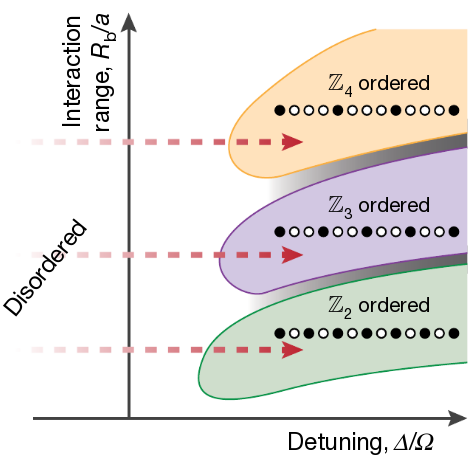 Interaction
range, R_b/a
ℤ₄ ordered
ℤ₃ ordered
Disordered
ℤ₂ ordered
Detuning, Δ/Ω